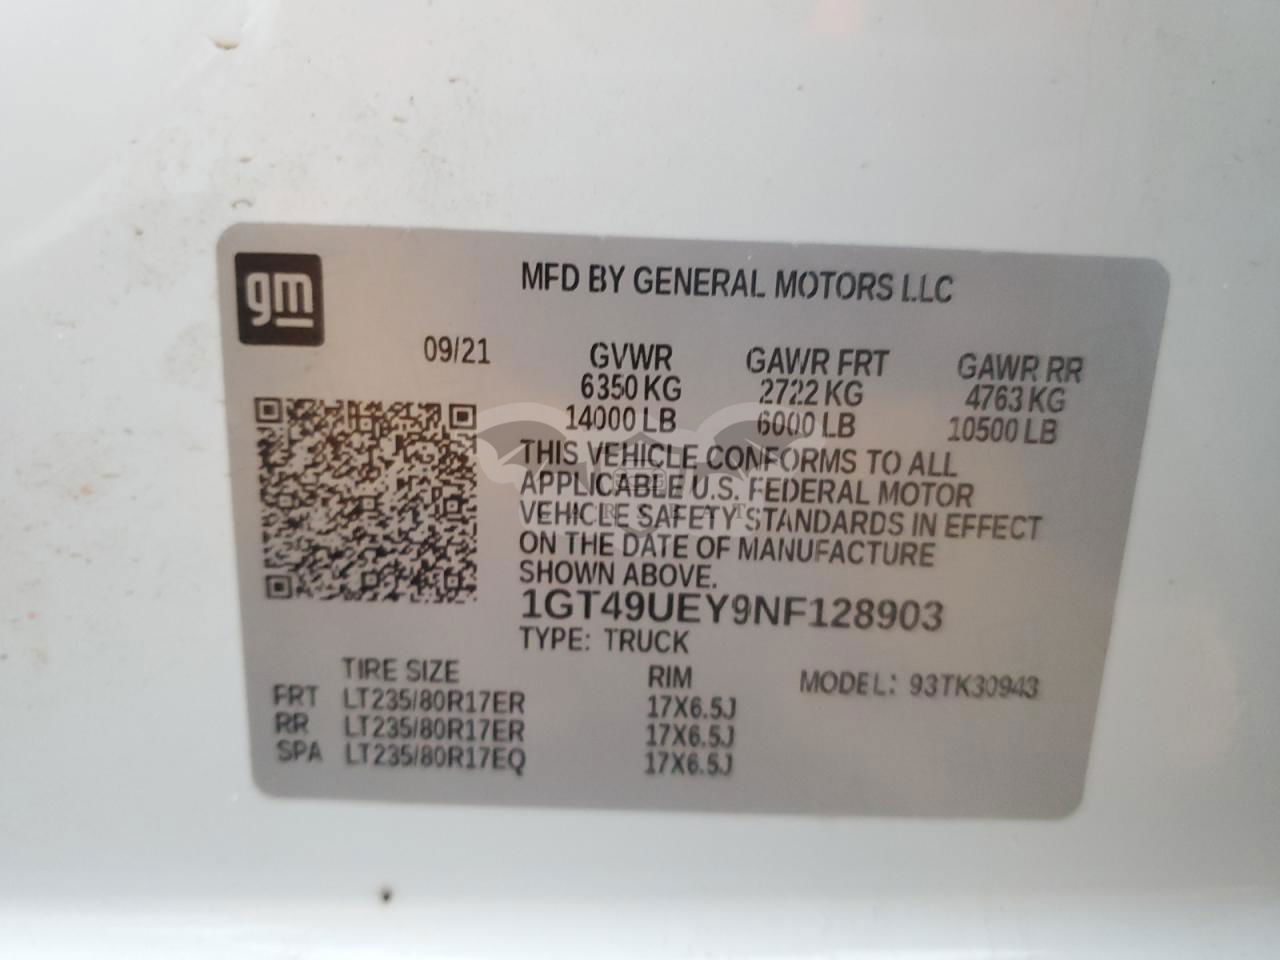 gm
MFD BY GENERAL MOTORS LLC
09/21 GVWR GAWR FRT GAWR RR
6350 KG 2722 KG 4763 KG
14000 LB 6000 LB 10500 LB
THIS VEHICLE CONFORMS TO ALL
APPLICABLE U.S. FEDERAL MOTOR
VEHICLE SAFETY STANDARDS IN EFFECT
ON THE DATE OF MANUFACTURE
SHOWN ABOVE.
1GT49UEY9NF128903
TYPE: TRUCK
TIRE SIZE RIM MODEL: 93TK30943
FRT LT235/80R17ER 17X6.5J
RR LT235/80R17ER 17X6.5J
SPA LT235/80R17EQ 17X6.5J